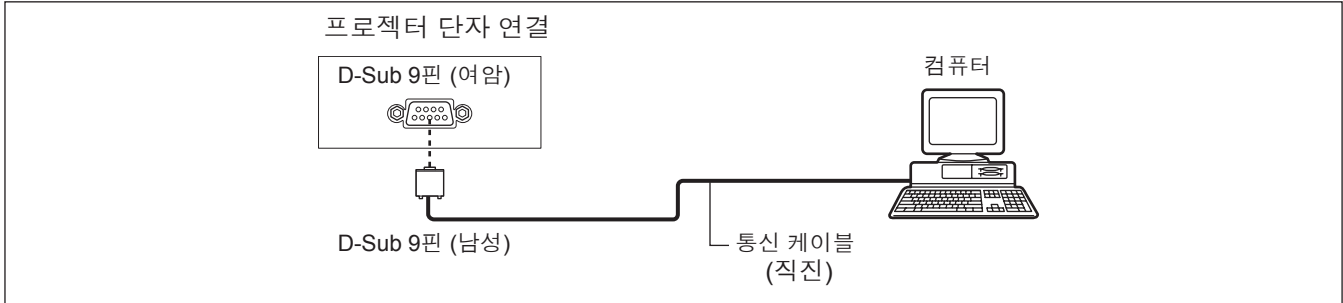 프로젝터 단자 연결
D-Sub 9핀 (여암)
컴퓨터
D-Sub 9핀 (남성)
통신 케이블
(직진)